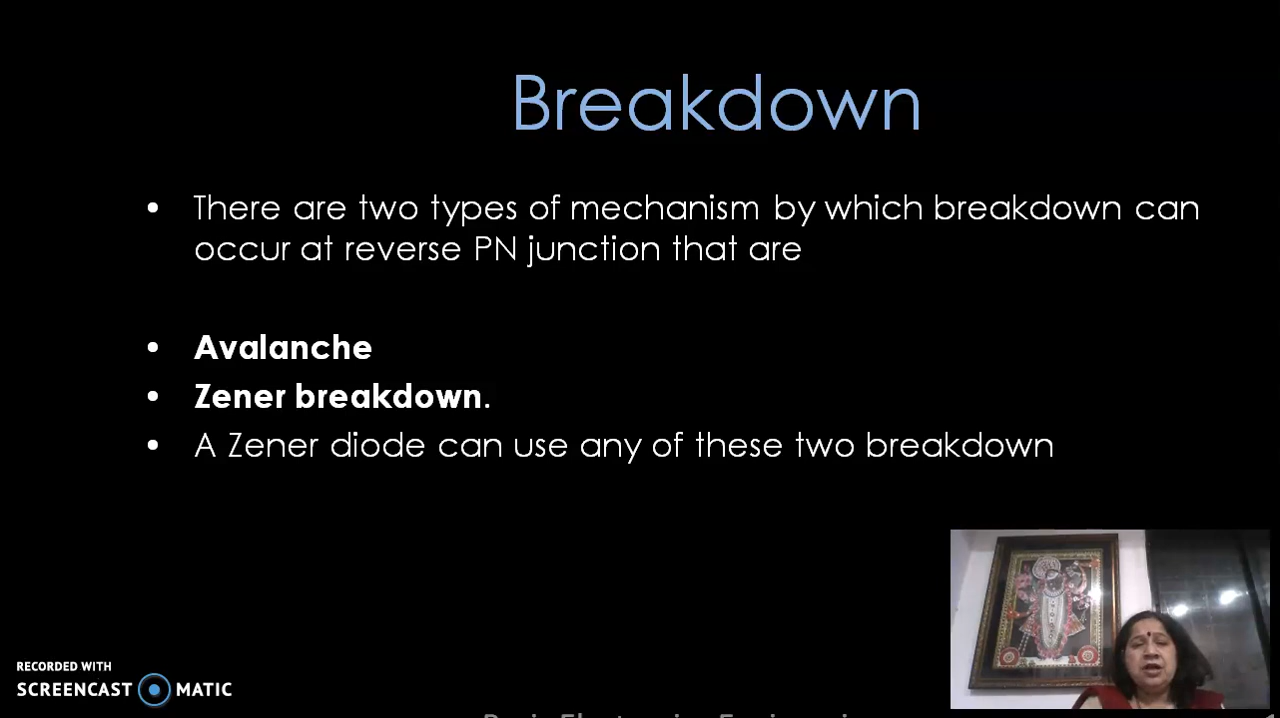 Breakdown
• There are two types of mechanism by which breakdown can
occur at reverse PN junction that are
• Avalanche
• Zener breakdown.
• A Zener diode can use any of these two breakdown
RECORDED WITH
SCREENCAST MATIC